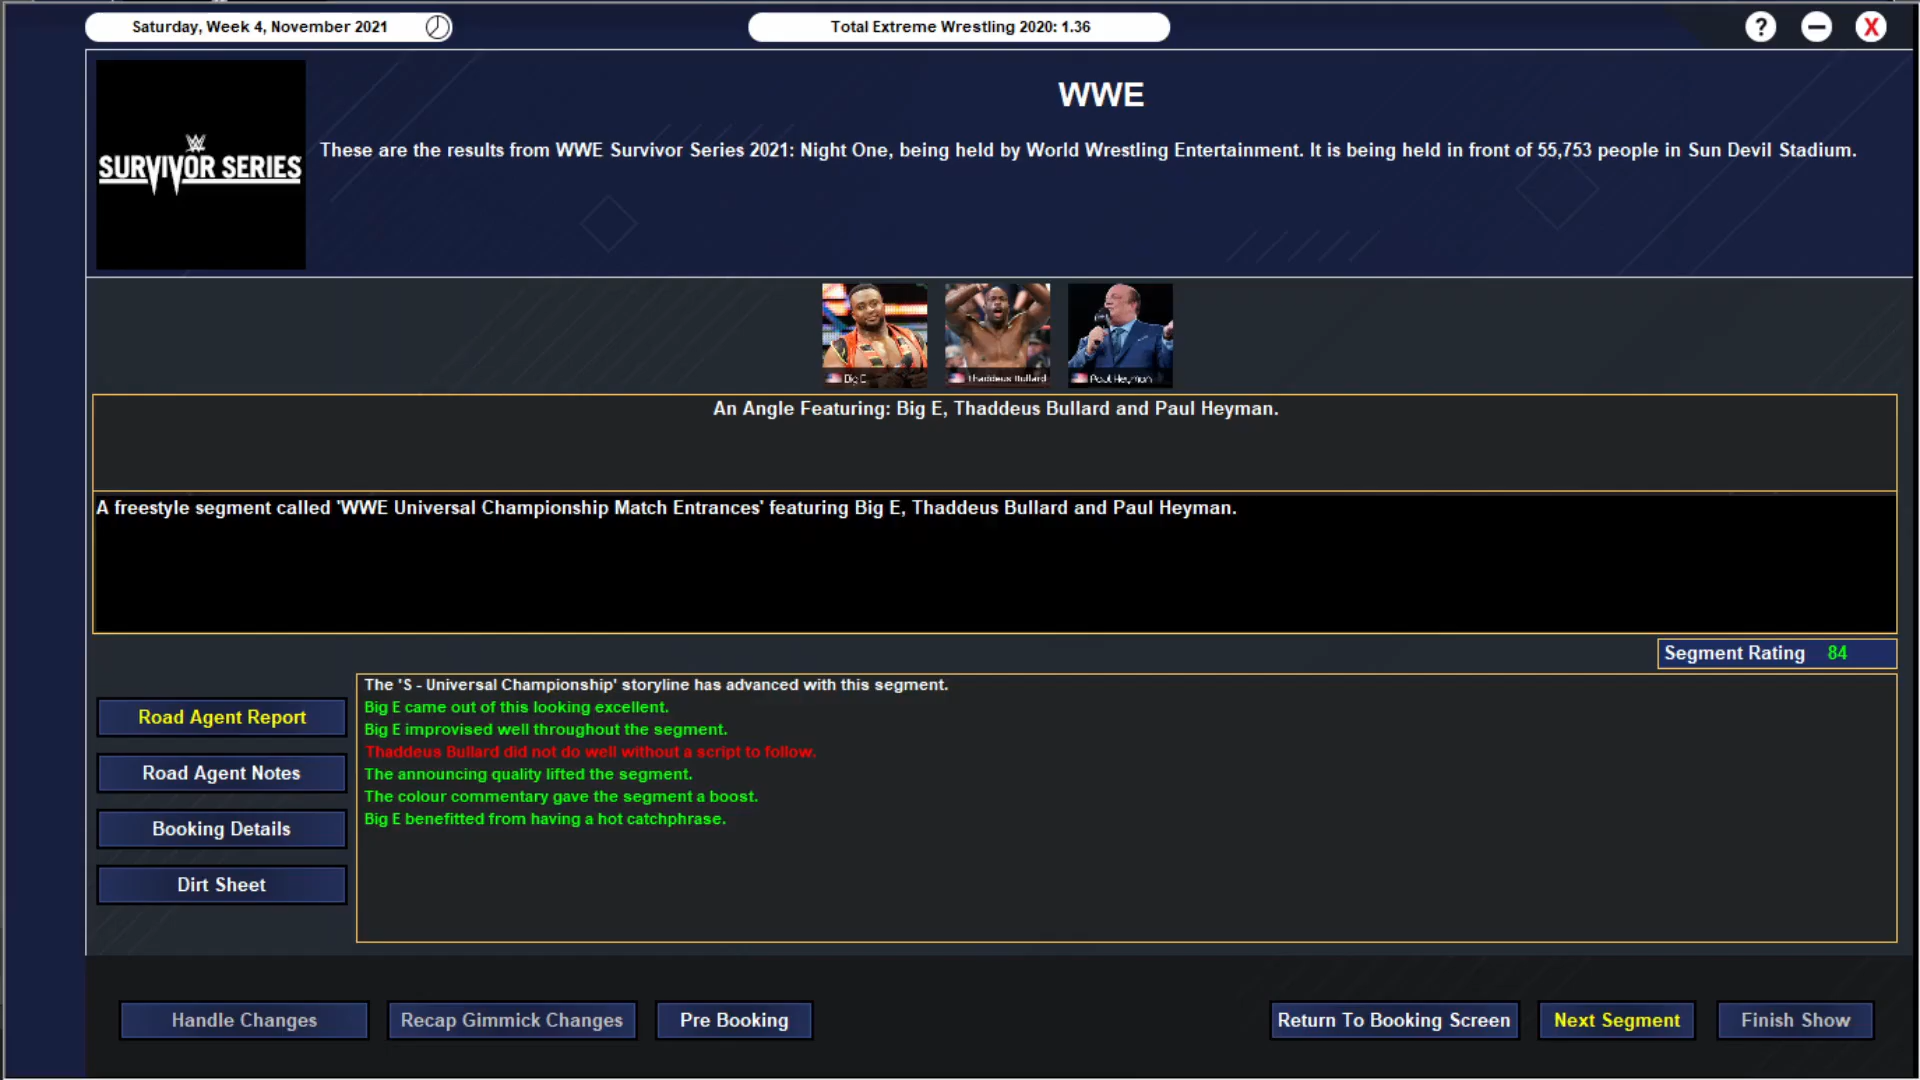 Saturday, Week 4, November 2021
Total Extreme Wrestling 2020: 1.36
?
X
WWE
SURVIVOR SERIES
These are the results from WWE Survivor Series 2021: Night One, being held by World Wrestling Entertainment. It is being held in front of 55,753 people in Sun Devil Stadium.
Big E
Thaddeus Bullard
Paul Heyman
An Angle Featuring: Big E, Thaddeus Bullard and Paul Heyman.
A freestyle segment called 'WWE Universal Championship Match Entrances' featuring Big E, Thaddeus Bullard and Paul Heyman.
Segment Rating 84
Road Agent Report
Road Agent Notes
Booking Details
Dirt Sheet
The 'S - Universal Championship' storyline has advanced with this segment.
Big E came out of this looking excellent.
Big E improvised well throughout the segment.
Thaddeus Bullard did not do well without a script to follow.
The announcing quality lifted the segment.
The colour commentary gave the segment a boost.
Big E benefitted from having a hot catchphrase.
Handle Changes
Recap Gimmick Changes
Pre Booking
Return To Booking Screen
Next Segment
Finish Show